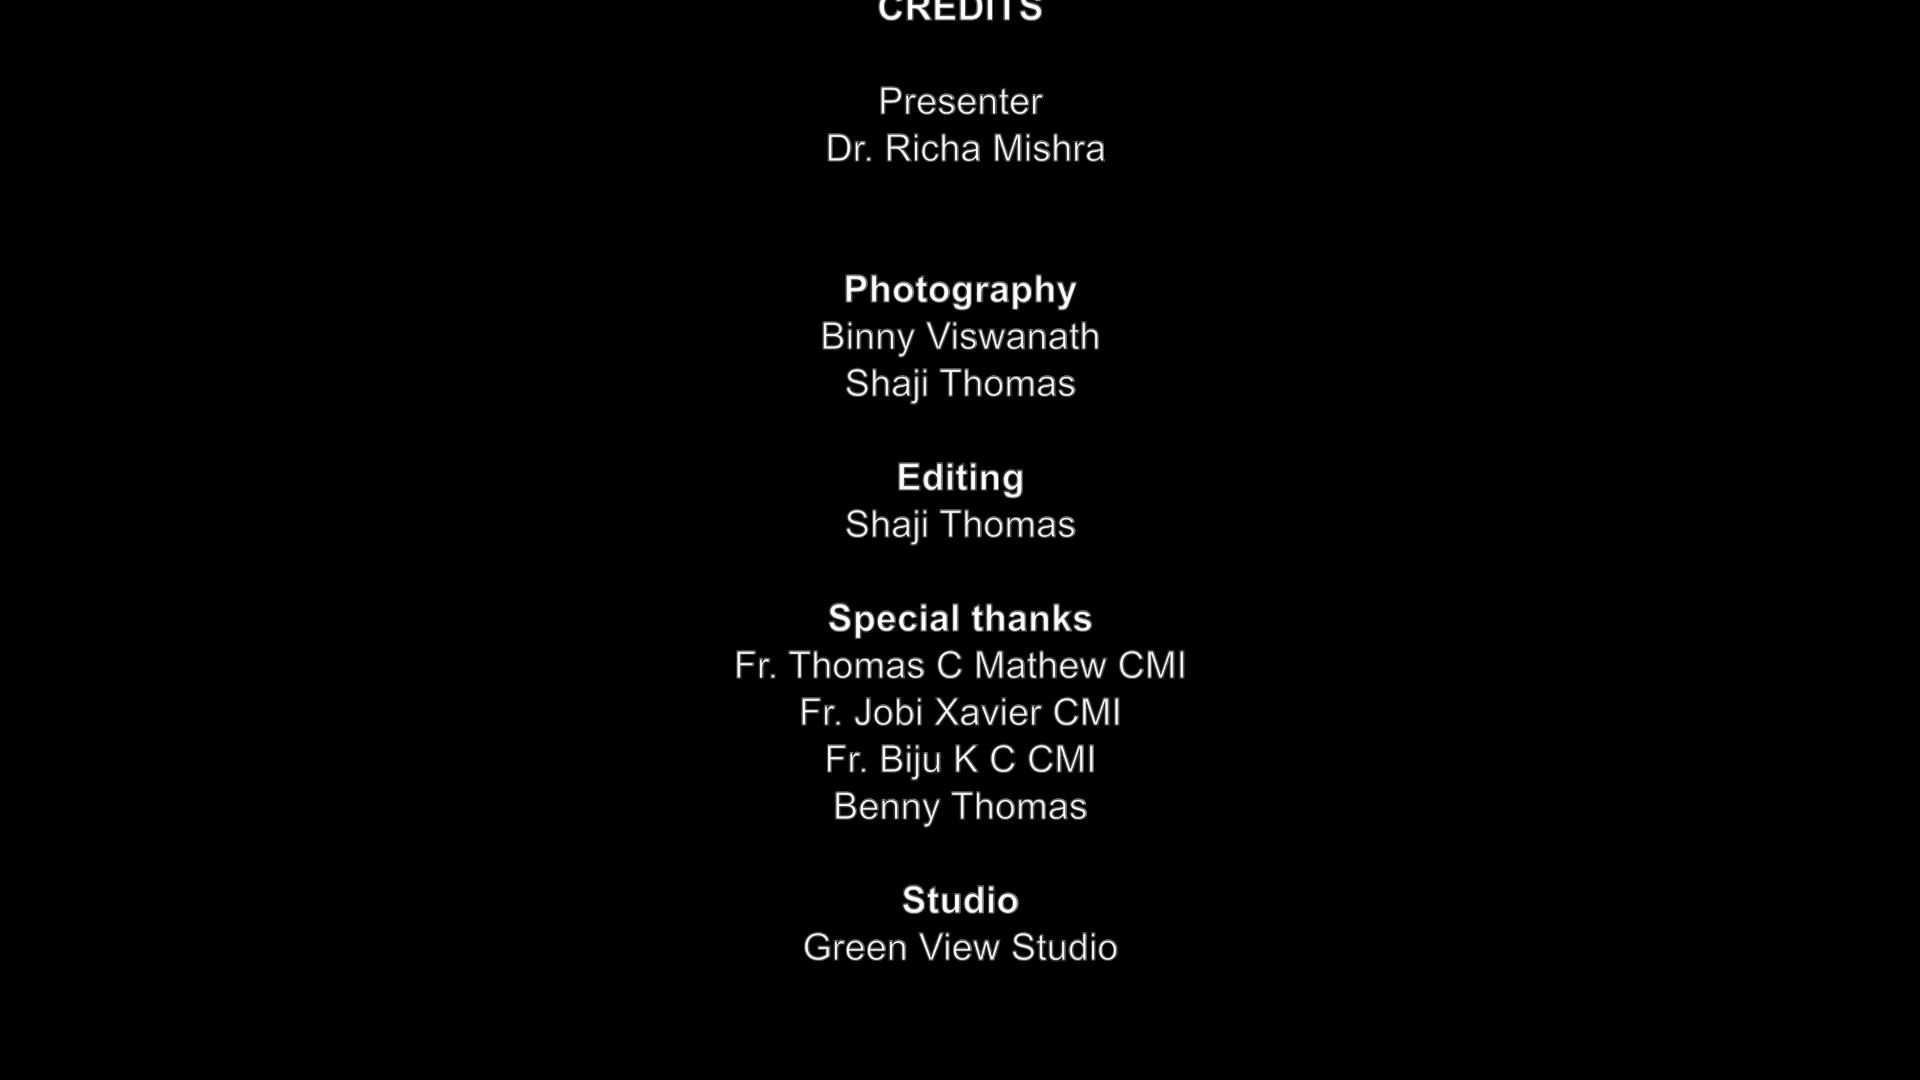 CREDITS
Presenter
Dr. Richa Mishra
Photography
Binny Viswanath
Shaji Thomas
Editing
Shaji Thomas
Special thanks
Fr. Thomas C Mathew CMI
Fr. Jobi Xavier CMI
Fr. Biju K C CMI
Benny Thomas
Studio
Green View Studio